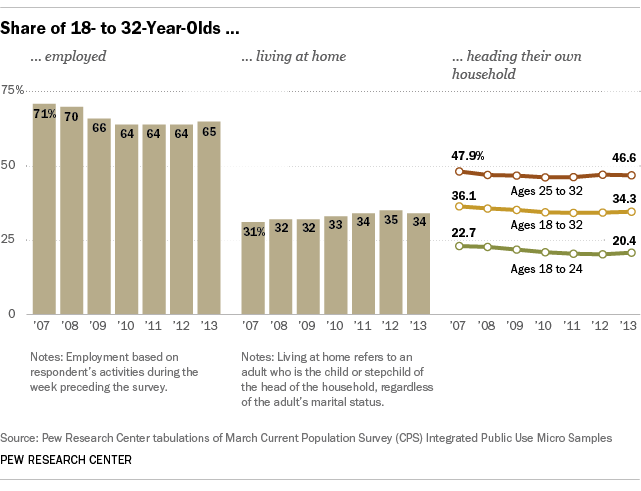 Share of 18- to 32-Year-Olds ...
... employed
... living at home
... heading their own
household
75%
50
25
0
71%
70
66
64
64
64
65
'07
'08
'09
'10
'11
'12
'13
31%
32
32
33
34
35
34
'07
'08
'09
'10
'11
'12
'13
47.9%
46.6
Ages 25 to 32
36.1
34.3
Ages 18 to 32
22.7
20.4
Ages 18 to 24
'07
'08
'09
'10
'11
'12
'13
Notes: Employment based on
respondent's activities during the
week preceding the survey.
Notes: Living at home refers to an
adult who is the child or stepchild of
the head of the household, regardless
of the adult's marital status.
Source: Pew Research Center tabulations of March Current Population Survey (CPS) Integrated Public Use Micro Samples
PEW RESEARCH CENTER